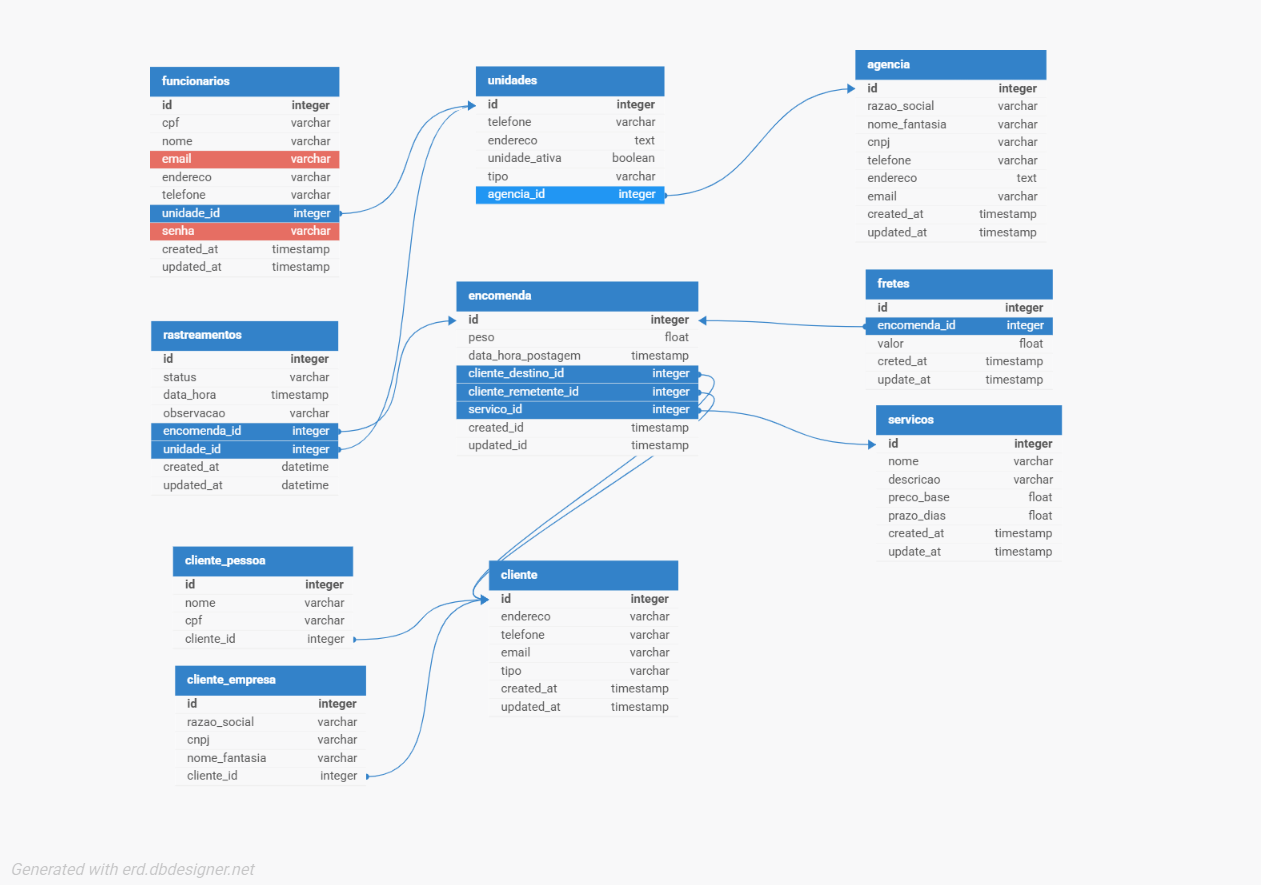 funcionarios
id integer
cpf varchar
nome varchar
email varchar
endereco varchar
telefone varchar
unidade_id integer
senha varchar
created_at timestamp
updated_at timestamp
unidades
id integer
telefone varchar
endereco text
unidade_ativa boolean
tipo varchar
agencia_id integer
agencia
id integer
razao_social varchar
nome_fantasia varchar
cnpj varchar
telefone varchar
endereco text
email varchar
created_at timestamp
updated_at timestamp
rastreamentos
id integer
status varchar
data_hora timestamp
observacao varchar
encomenda_id integer
unidade_id integer
created_at datetime
updated_at datetime
encomenda
id integer
peso float
data_hora_postagem timestamp
cliente_destino_id integer
cliente_remetente_id integer
servico_id integer
created_id timestamp
updated_id timestamp
fretes
id integer
encomenda_id integer
valor float
creted_at timestamp
update_at timestamp
servicos
id integer
nome varchar
descricao varchar
preco_base float
prazo_dias float
created_at timestamp
update_at timestamp
cliente_pessoa
id integer
nome varchar
cpf varchar
cliente_id integer
cliente
id integer
endereco varchar
telefone varchar
email varchar
tipo varchar
created_at timestamp
updated_at timestamp
cliente_empresa
id integer
razao_social varchar
cnpj varchar
nome_fantasia varchar
cliente_id integer
Generated with erd.dbdesigner.net